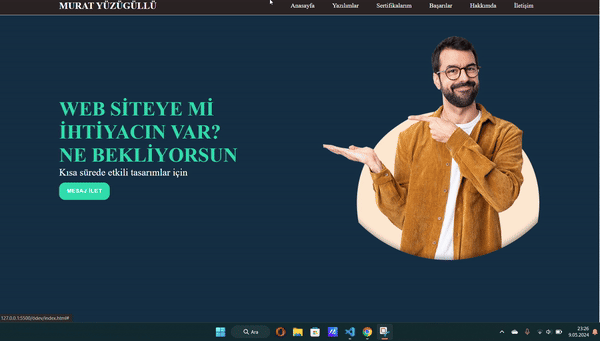 MURAT YÜZÜGÜLLÜ
Anasayfa Yazılımlar Sertifikalarım Başarılar Hakkımda İletişim
WEB SİTEYE Mİ
İHTİYACIN VAR?
NE BEKLİYORSUN
Kısa sürede etkili tasarımlar için
MESAJ İLET
127.0.0.1:5500/odev/index.html#
Ara
23:26
9.05.2024